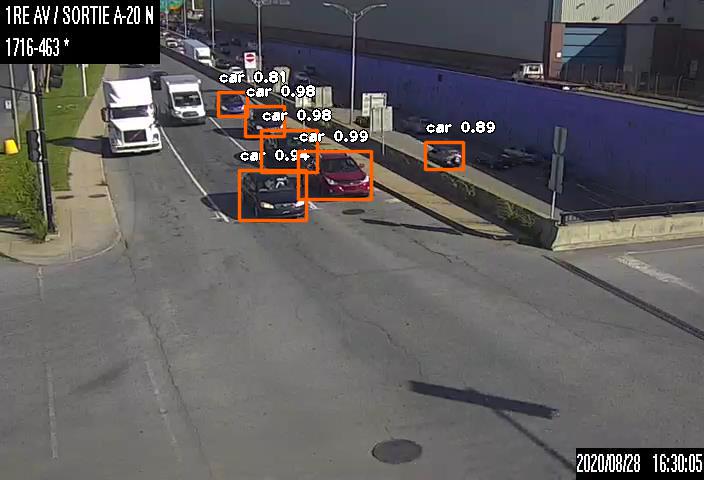 1RE AV / SORTIE A-20 N
1716-463 *
car 0.81
car 0.98
car 0.98
car 0.99
car 0.89
car 0.94
2020/08/28 16:30:05